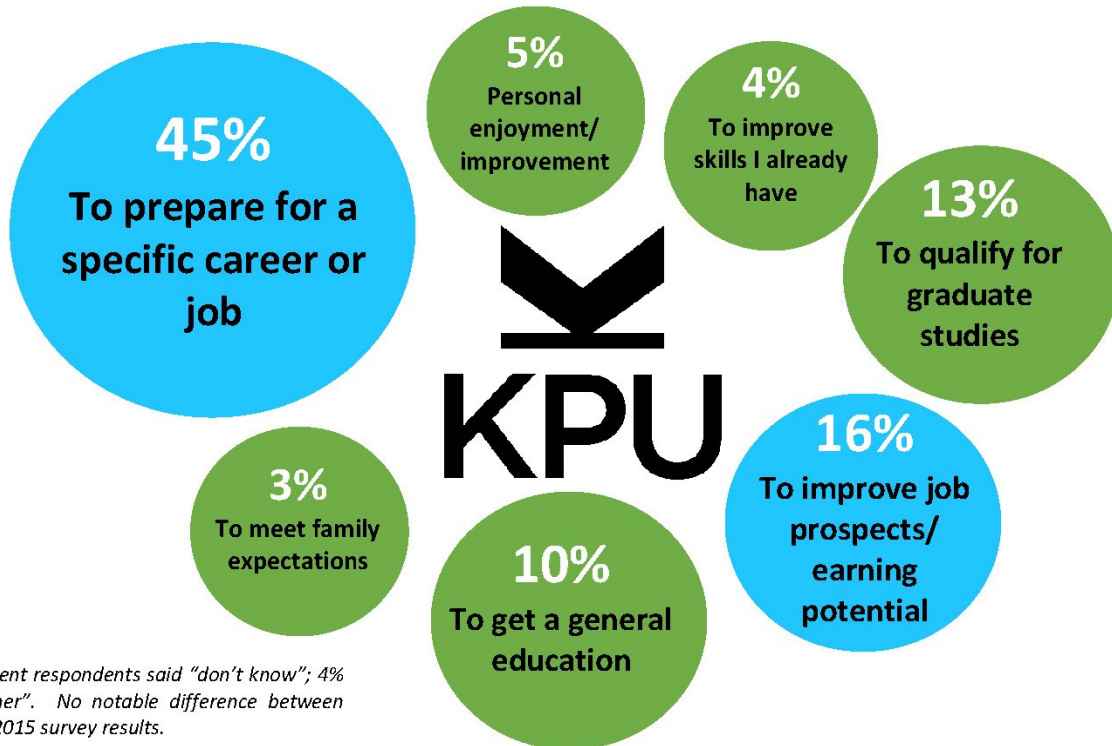 45%
To prepare for a
specific career or
job
5%
Personal
enjoyment/
improvement
4%
To improve
skills I already
have
13%
To qualify for
graduate
studies
KPU
16%
To improve job
prospects/
earning
potential
3%
To meet family
expectations
10%
To get a general
education
respondents said “don’t know”; 4%
No notable difference between
2015 survey results.